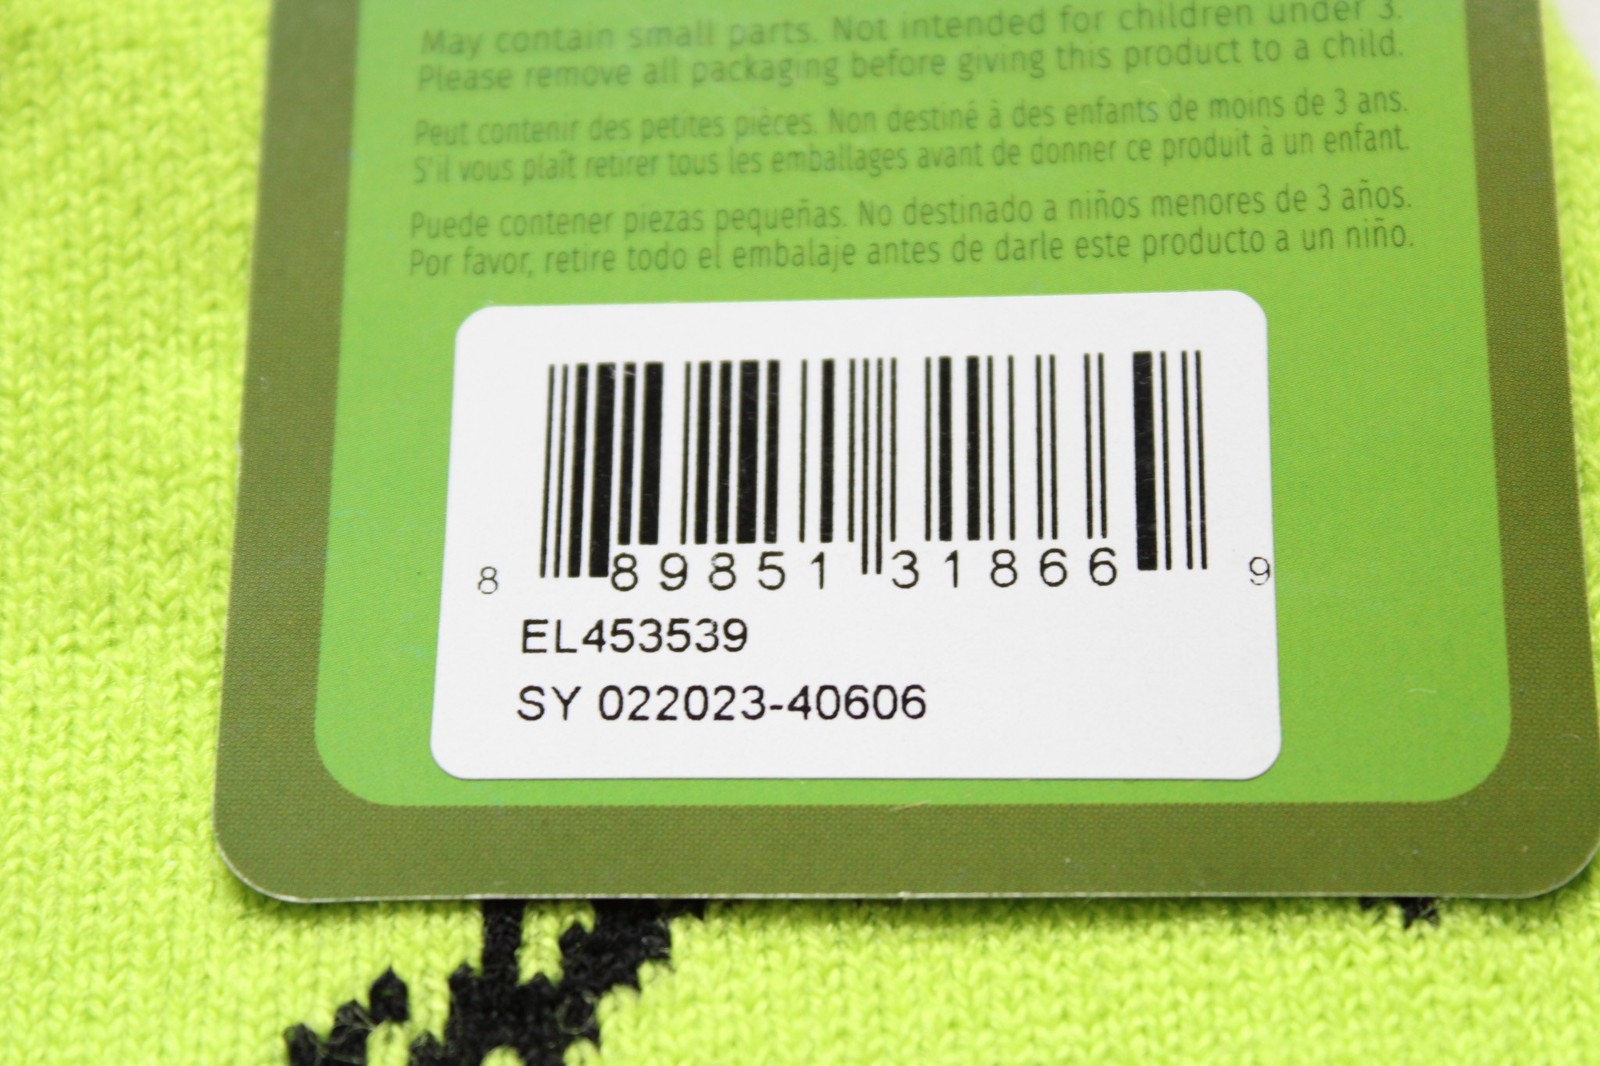 May contain small parts. Not intended for children under 3.
Please remove all packaging before giving this product to a child.
Peut contenir des petites pièces. Non destiné à des enfants de moins de 3 ans.
S'il vous plaît retirer tous les emballages avant de donner ce produit à un enfant.
Puede contener piezas pequeñas. No destinado a niños menores de 3 años.
Por favor, retire todo el embalaje antes de darle este producto a un niño.
8 89851 31866 9
EL453539
SY 022023-40606